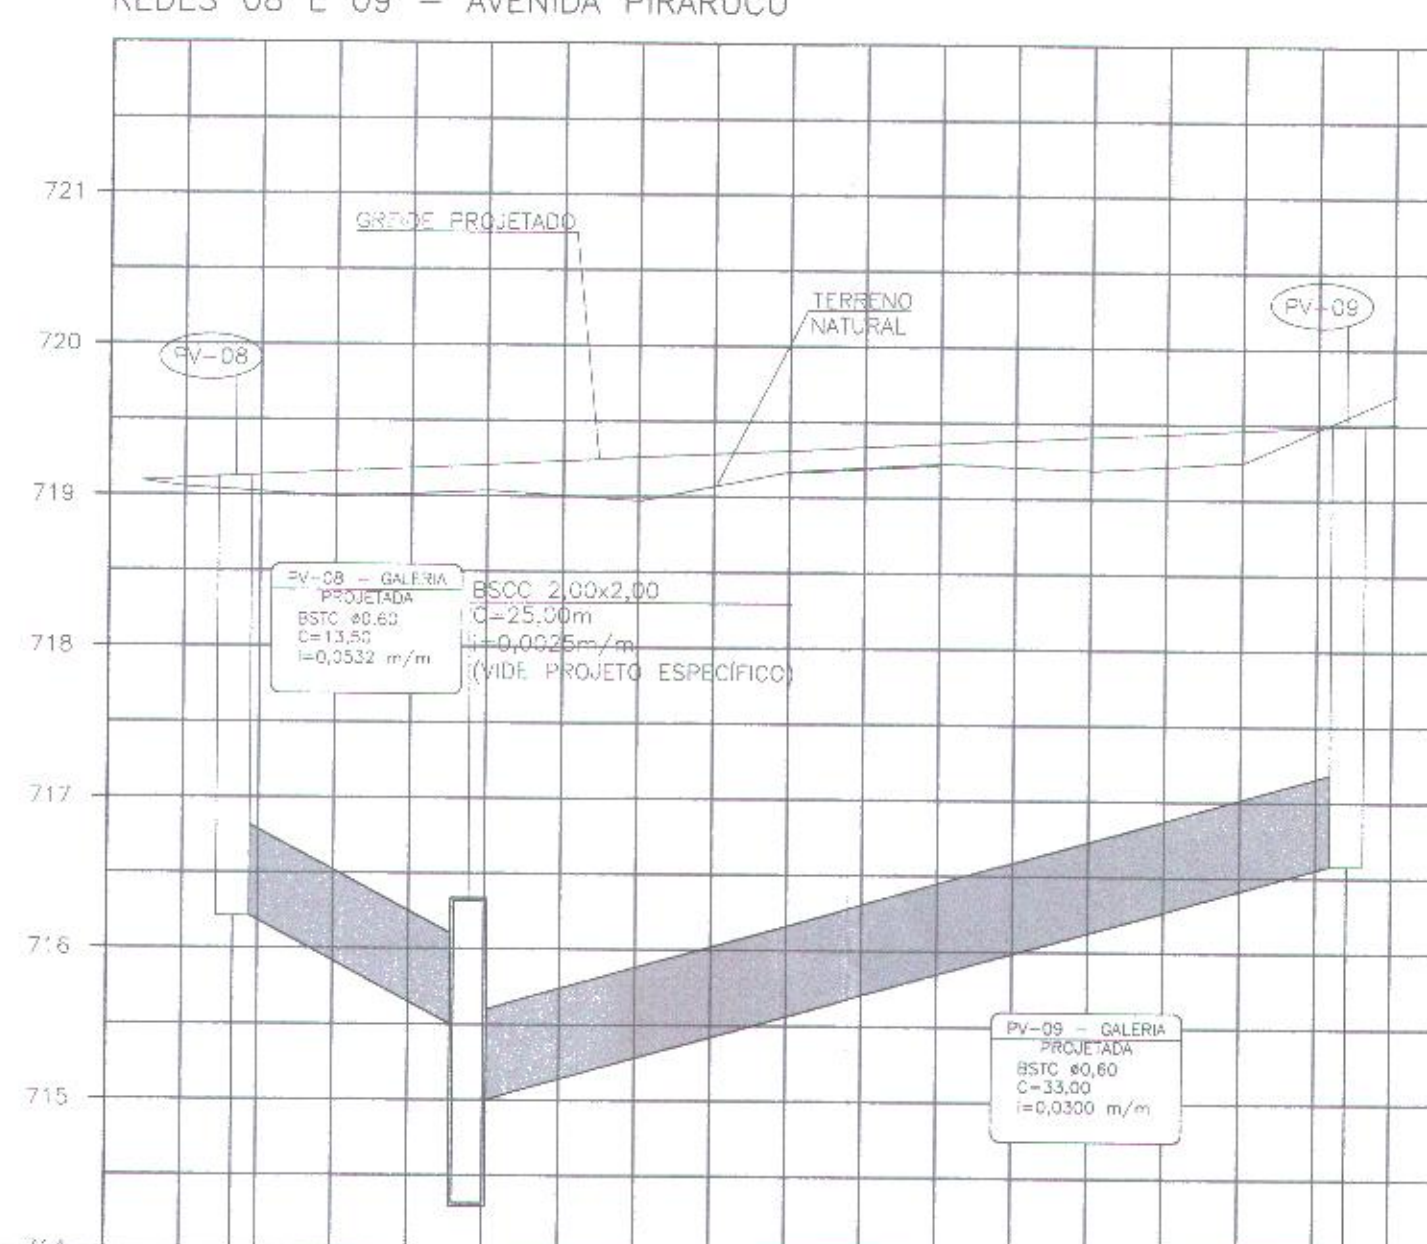 REDES 08 E 09 - AVENIDA PIRARUCU
721
GREIDE PROJETADO
TERRENO
NATURAL
PV-09
720
PV-08
719
PV-08 - GALERIA
PROJETADA
BSTC ø0.60
C=13,50
i=0,0532 m/m
BSCC 2,00x2,00
C=25.00m
i=0,0025m/m
(VIDE PROJETO ESPECÍFICO)
718
717
716
715
PV-09 - GALERIA
PROJETADA
BSTC ø0,60
C=33,00
i=0,0300 m/m